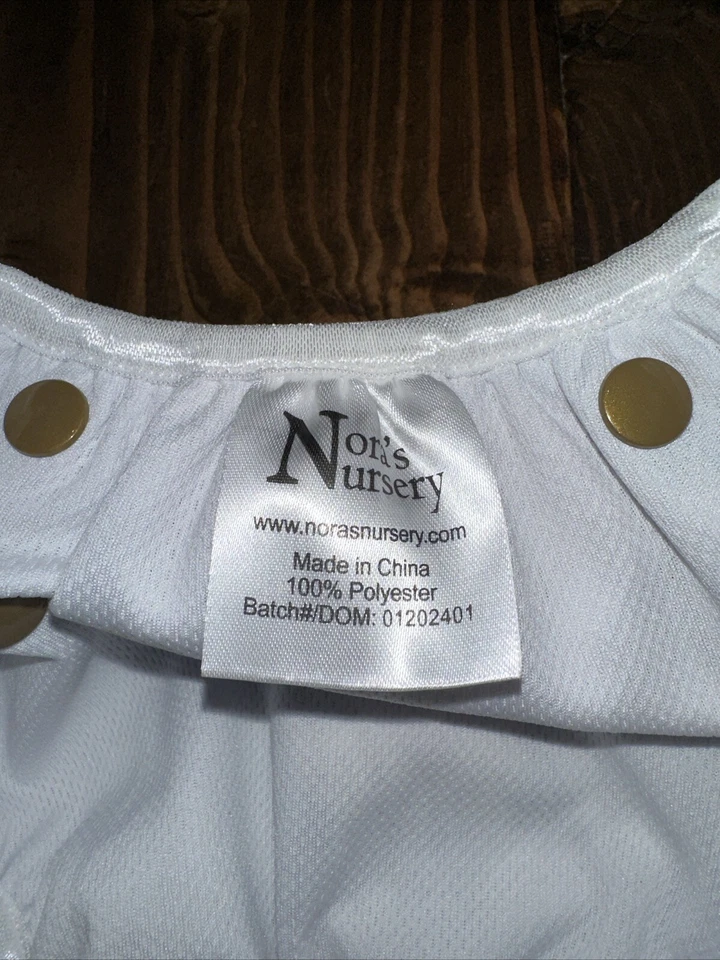 Nora's
Nursery
www.norasnursery.com
Made in China
100% Polyester
Batch#/DOM: 01202401